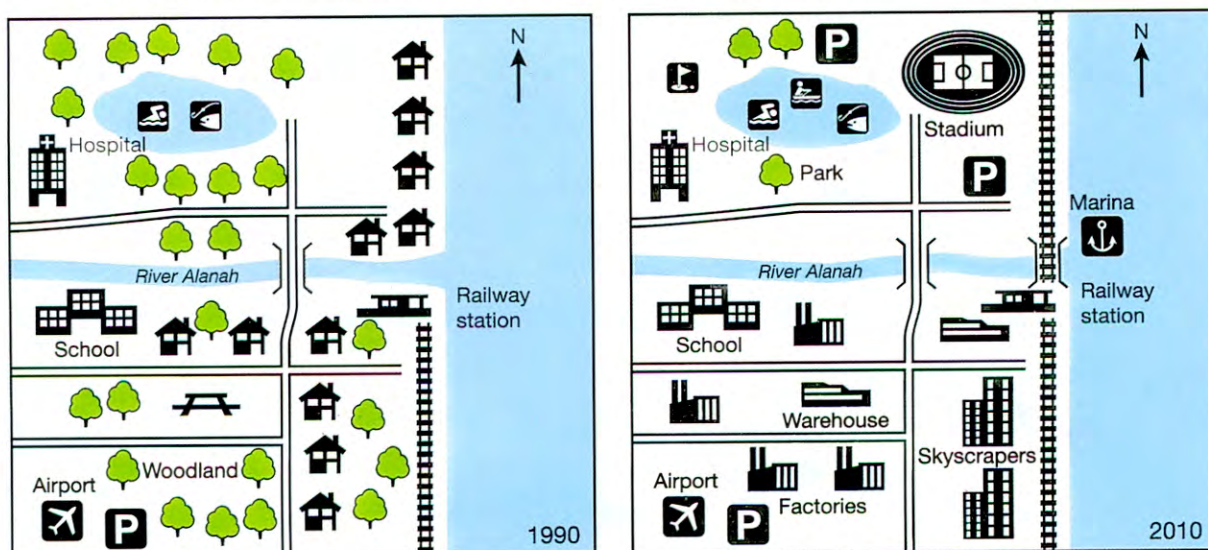 N
Hospital
River Alanah
Railway
station
School
Woodland
Airport
P
1990
P
N
Stadium
Hospital
Park
P
Marina
River Alanah
Railway
station
School
Warehouse
Skyscrapers
Airport
P
Factories
2010